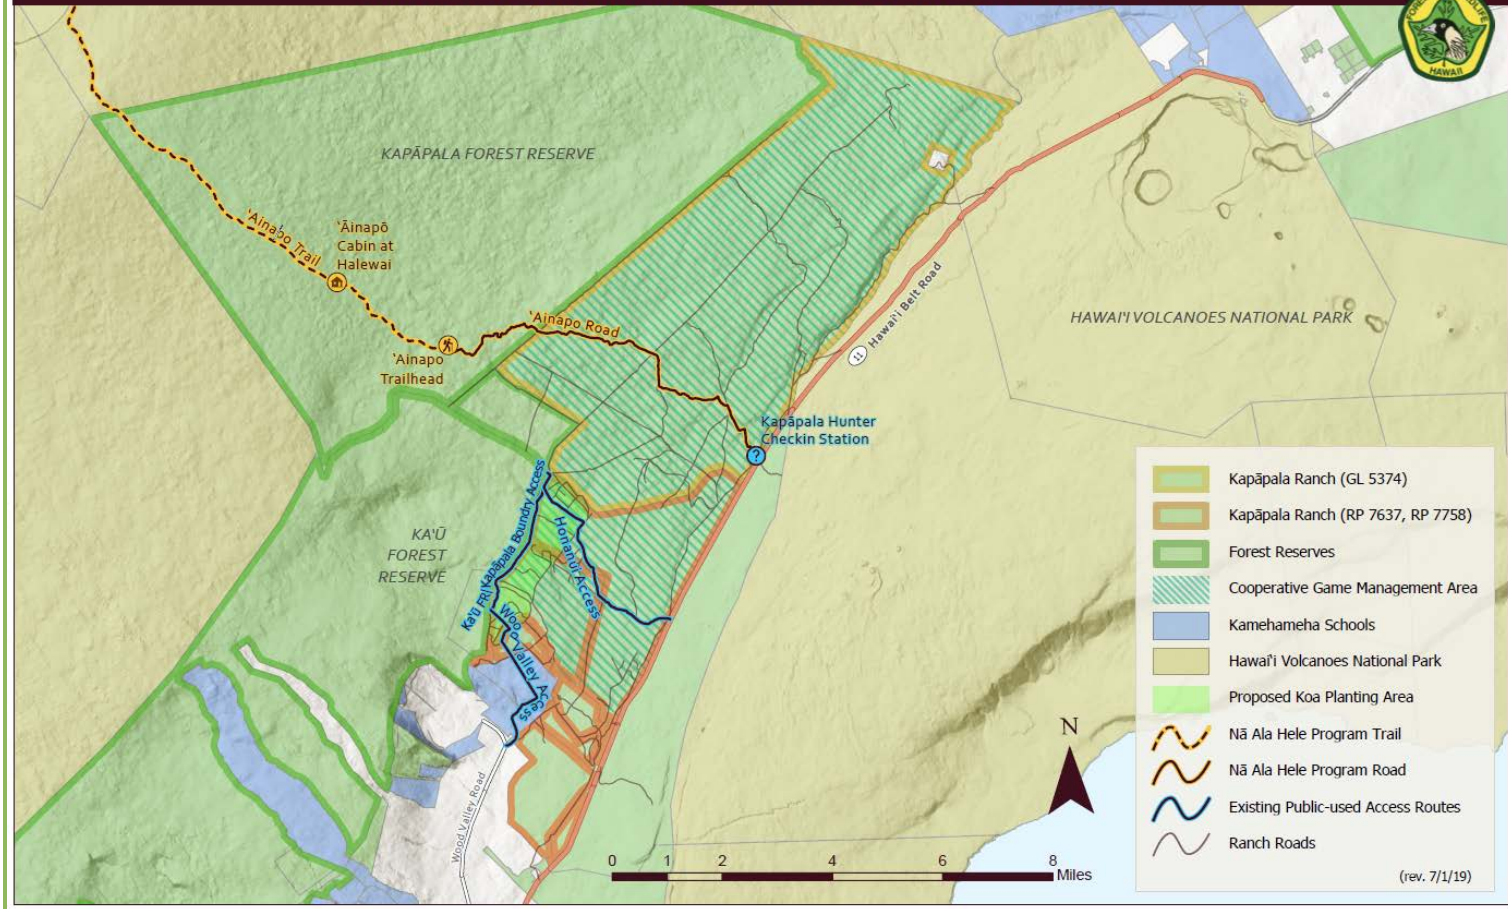 FOREST
WILDLIFE
HAWAII
KAPĀPALA FOREST RESERVE
'Ainapo Trail
'Āinapō
Cabin at
Halewai
'Ainapo Road
'Ainapo
Trailhead
HAWAI'I VOLCANOES NATIONAL PARK
11
Hawai'i Belt Road
Kapāpala Hunter
Checkin Station
?
KA'Ū
FOREST
RESERVE
Ka'ū FR\Kapāpala Boundry Access
Honanui Access
Wood Valley Access
Wood Valley Road
Kapāpala Ranch (GL 5374)
Kapāpala Ranch (RP 7637, RP 7758)
Forest Reserves
Cooperative Game Management Area
Kamehameha Schools
Hawai'i Volcanoes National Park
Proposed Koa Planting Area
Nā Ala Hele Program Trail
Nā Ala Hele Program Road
Existing Public-used Access Routes
Ranch Roads
(rev. 7/1/19)
N
0 1 2 4 6 8
Miles